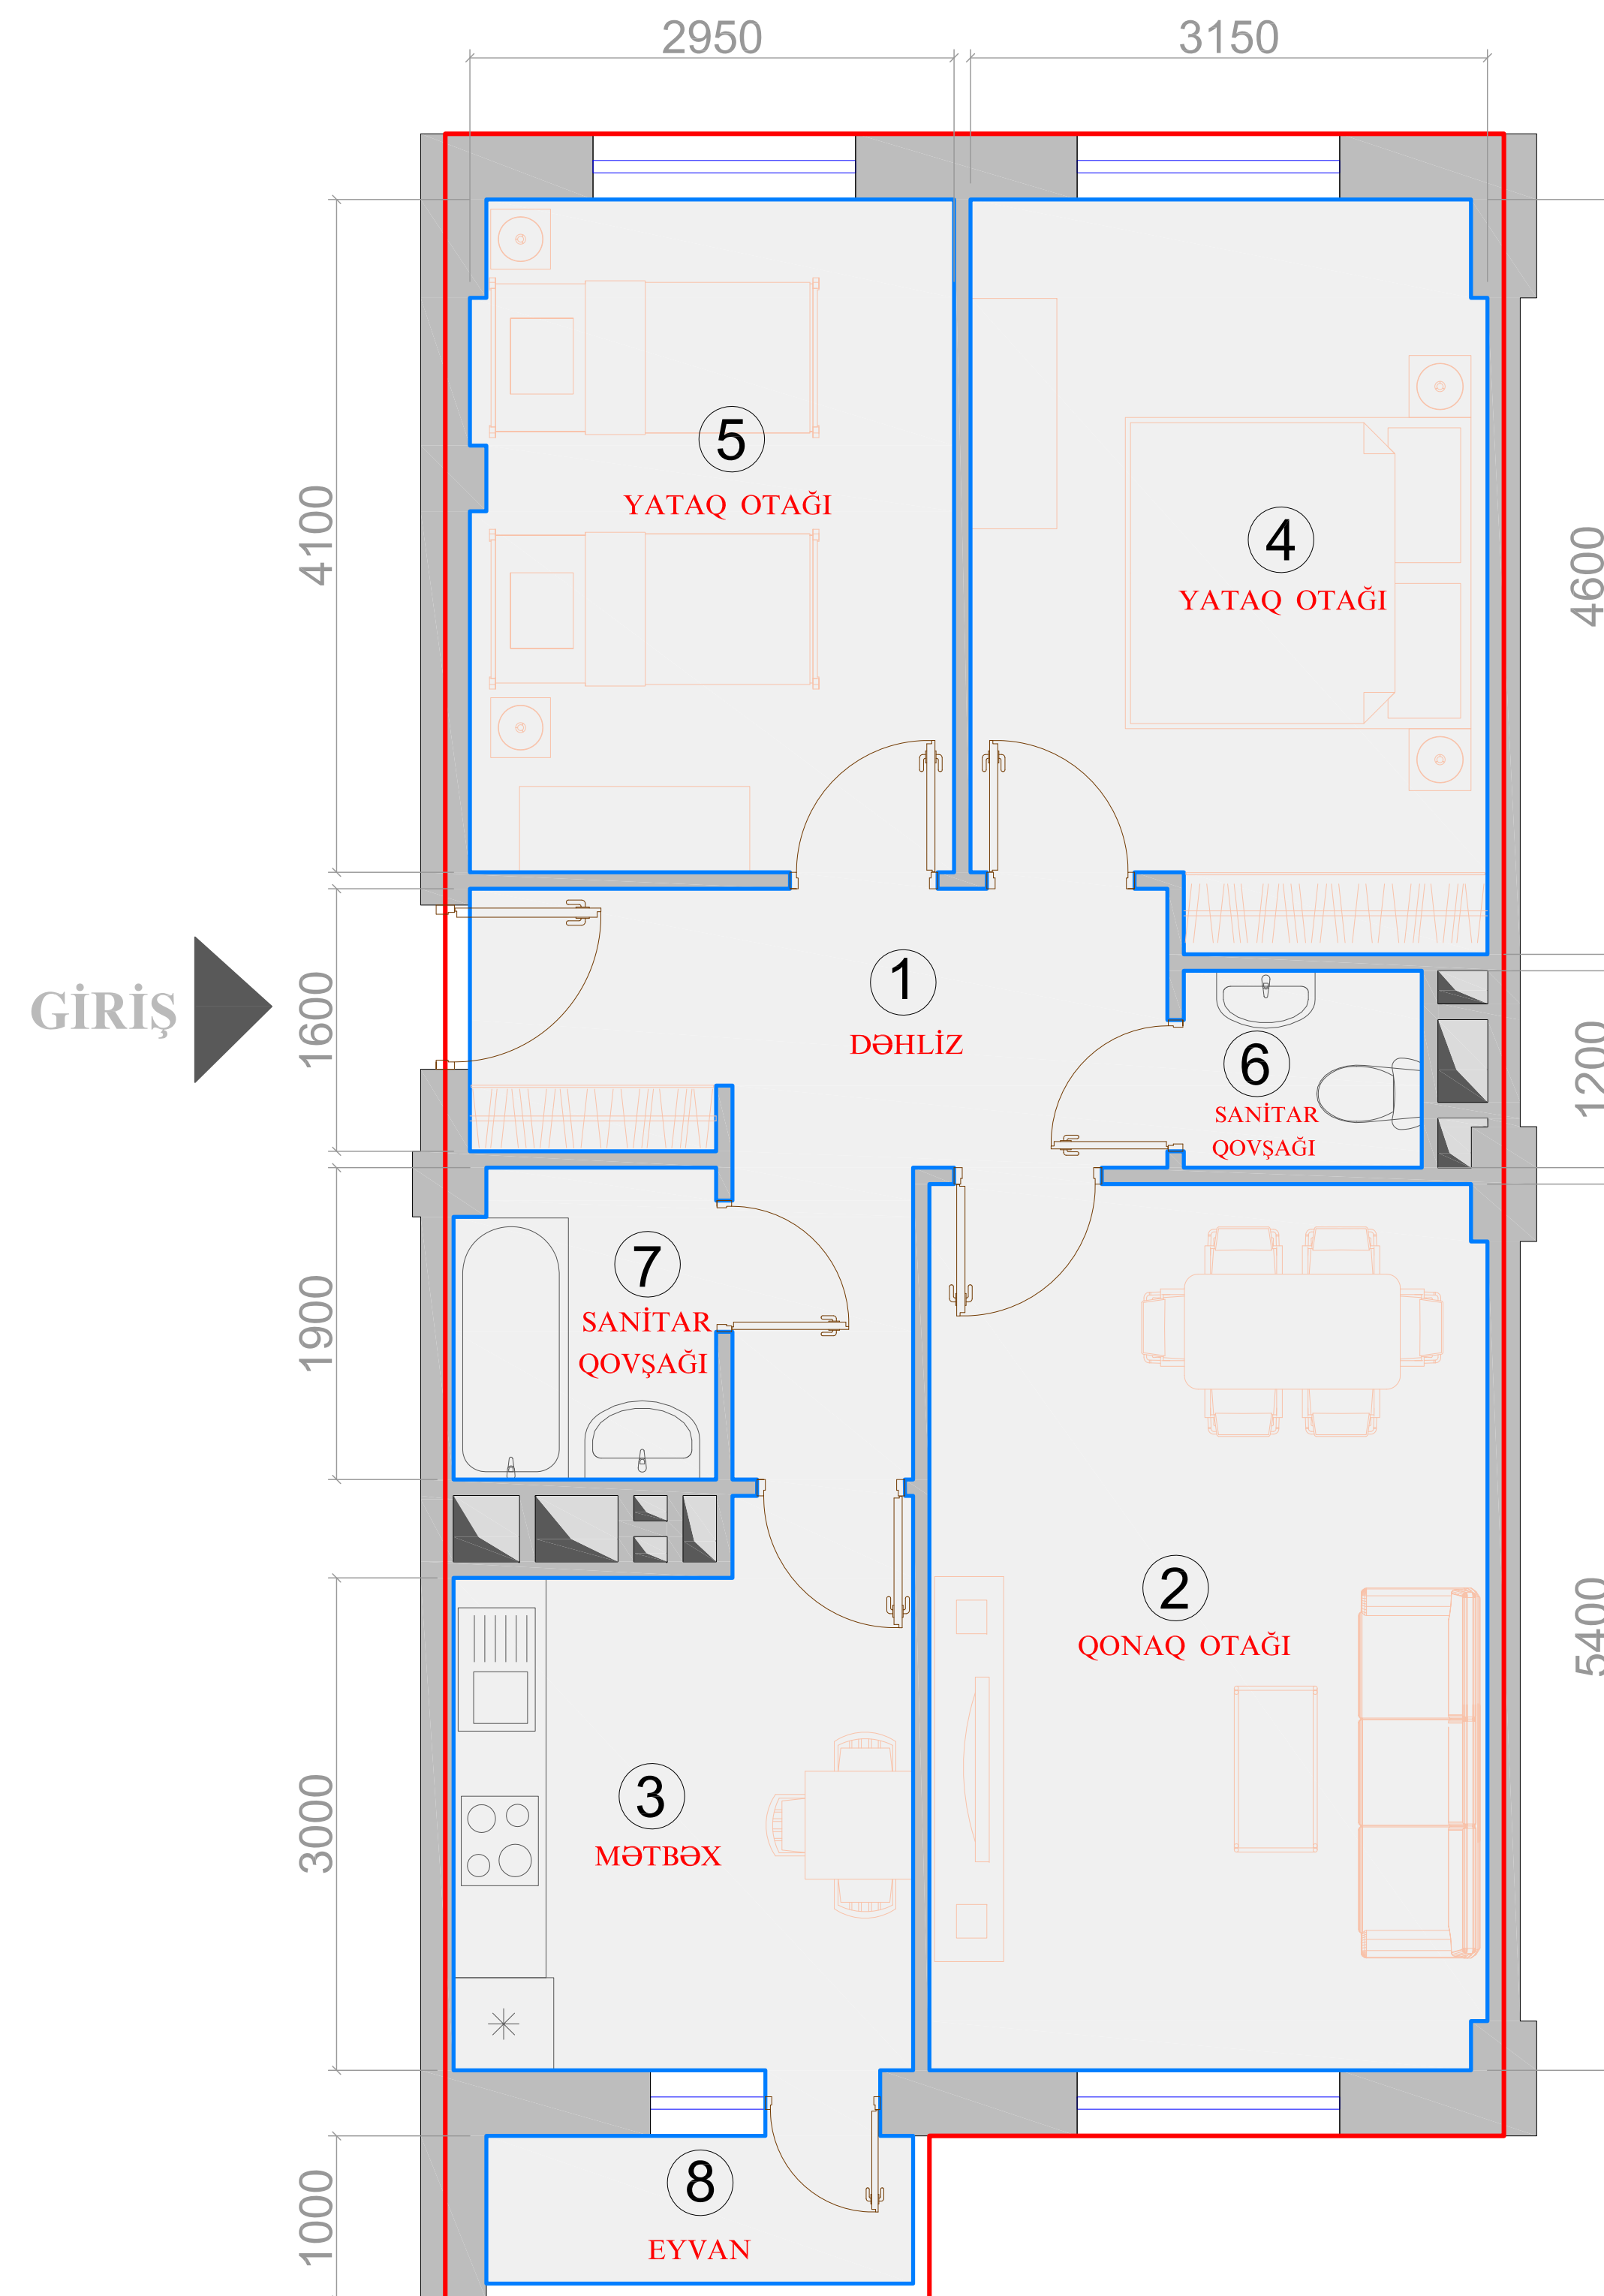 2950
3150
5
YATAQ OTAĞI
4
YATAQ OTAĞI
4100
4600
GİRİŞ
1600
1
DƏHLİZ
6
SANİTAR
QOVŞAĞI
1200
7
SANİTAR
QOVŞAĞI
1900
2
QONAQ OTAĞI
5400
3
MƏTBƏX
3000
8
EYVAN
1000